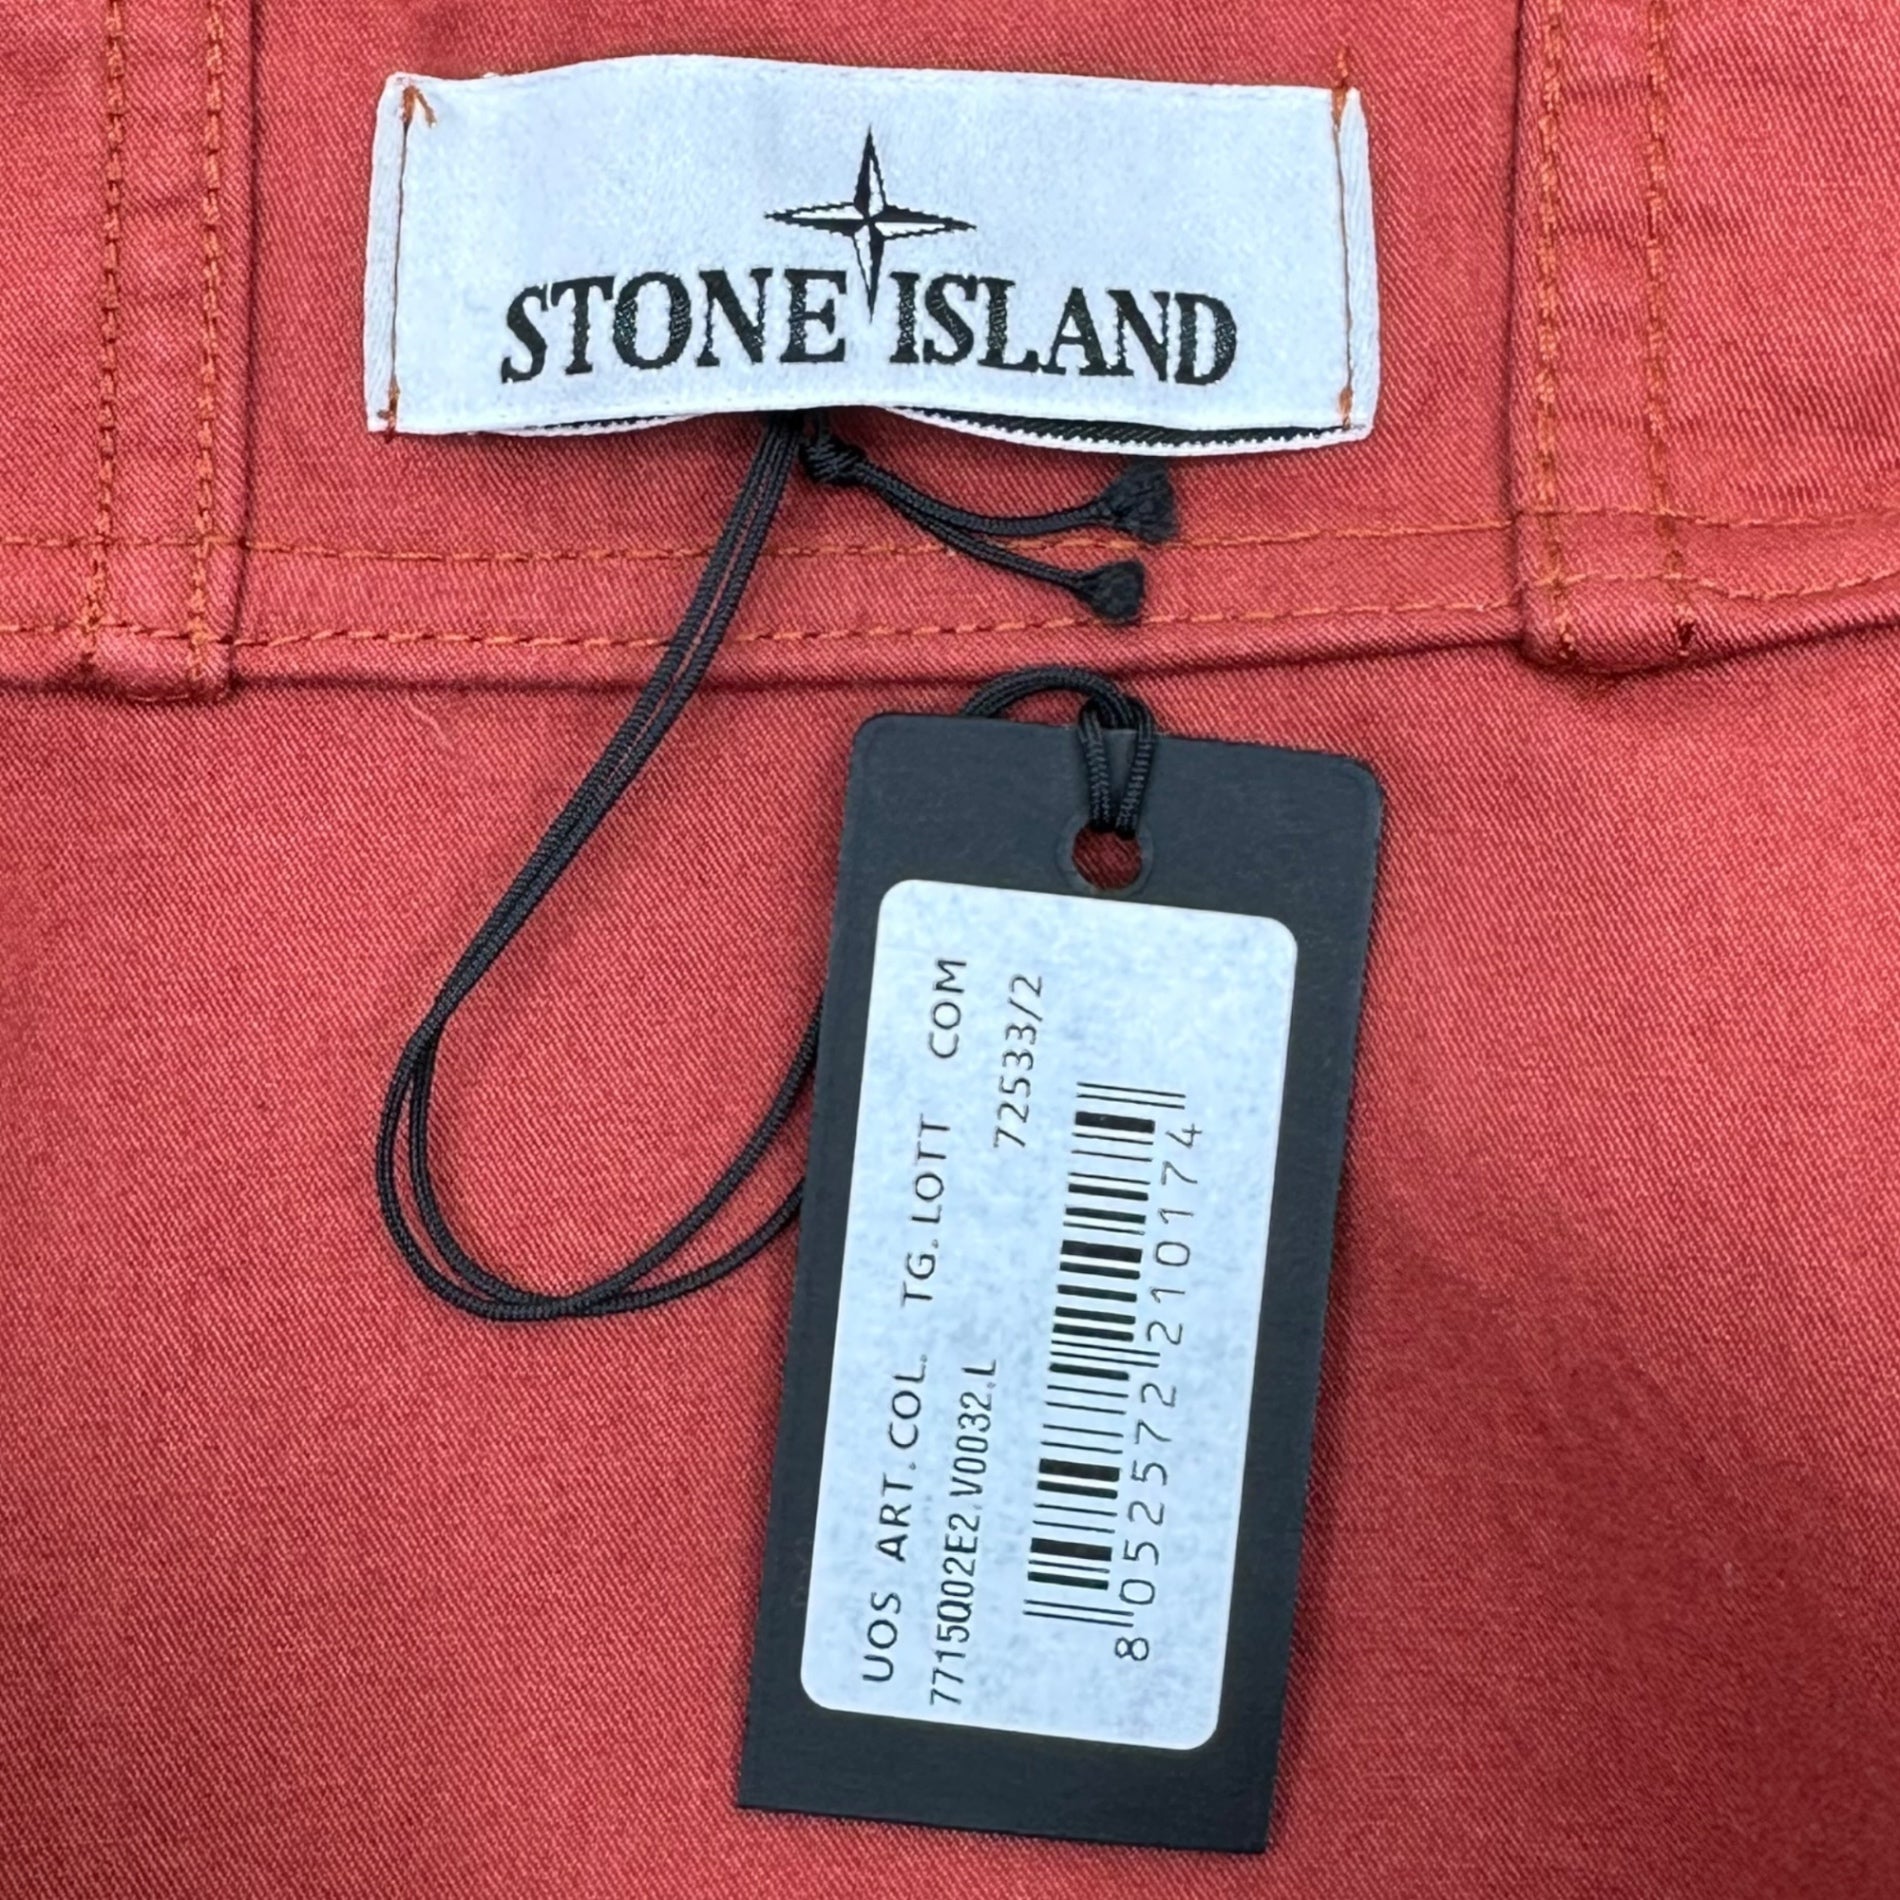 STONE ISLAND
UOS ART.COL. TG.LOTT COM
7715Q02E2.V0032.L 72533/2
8 052572 210174